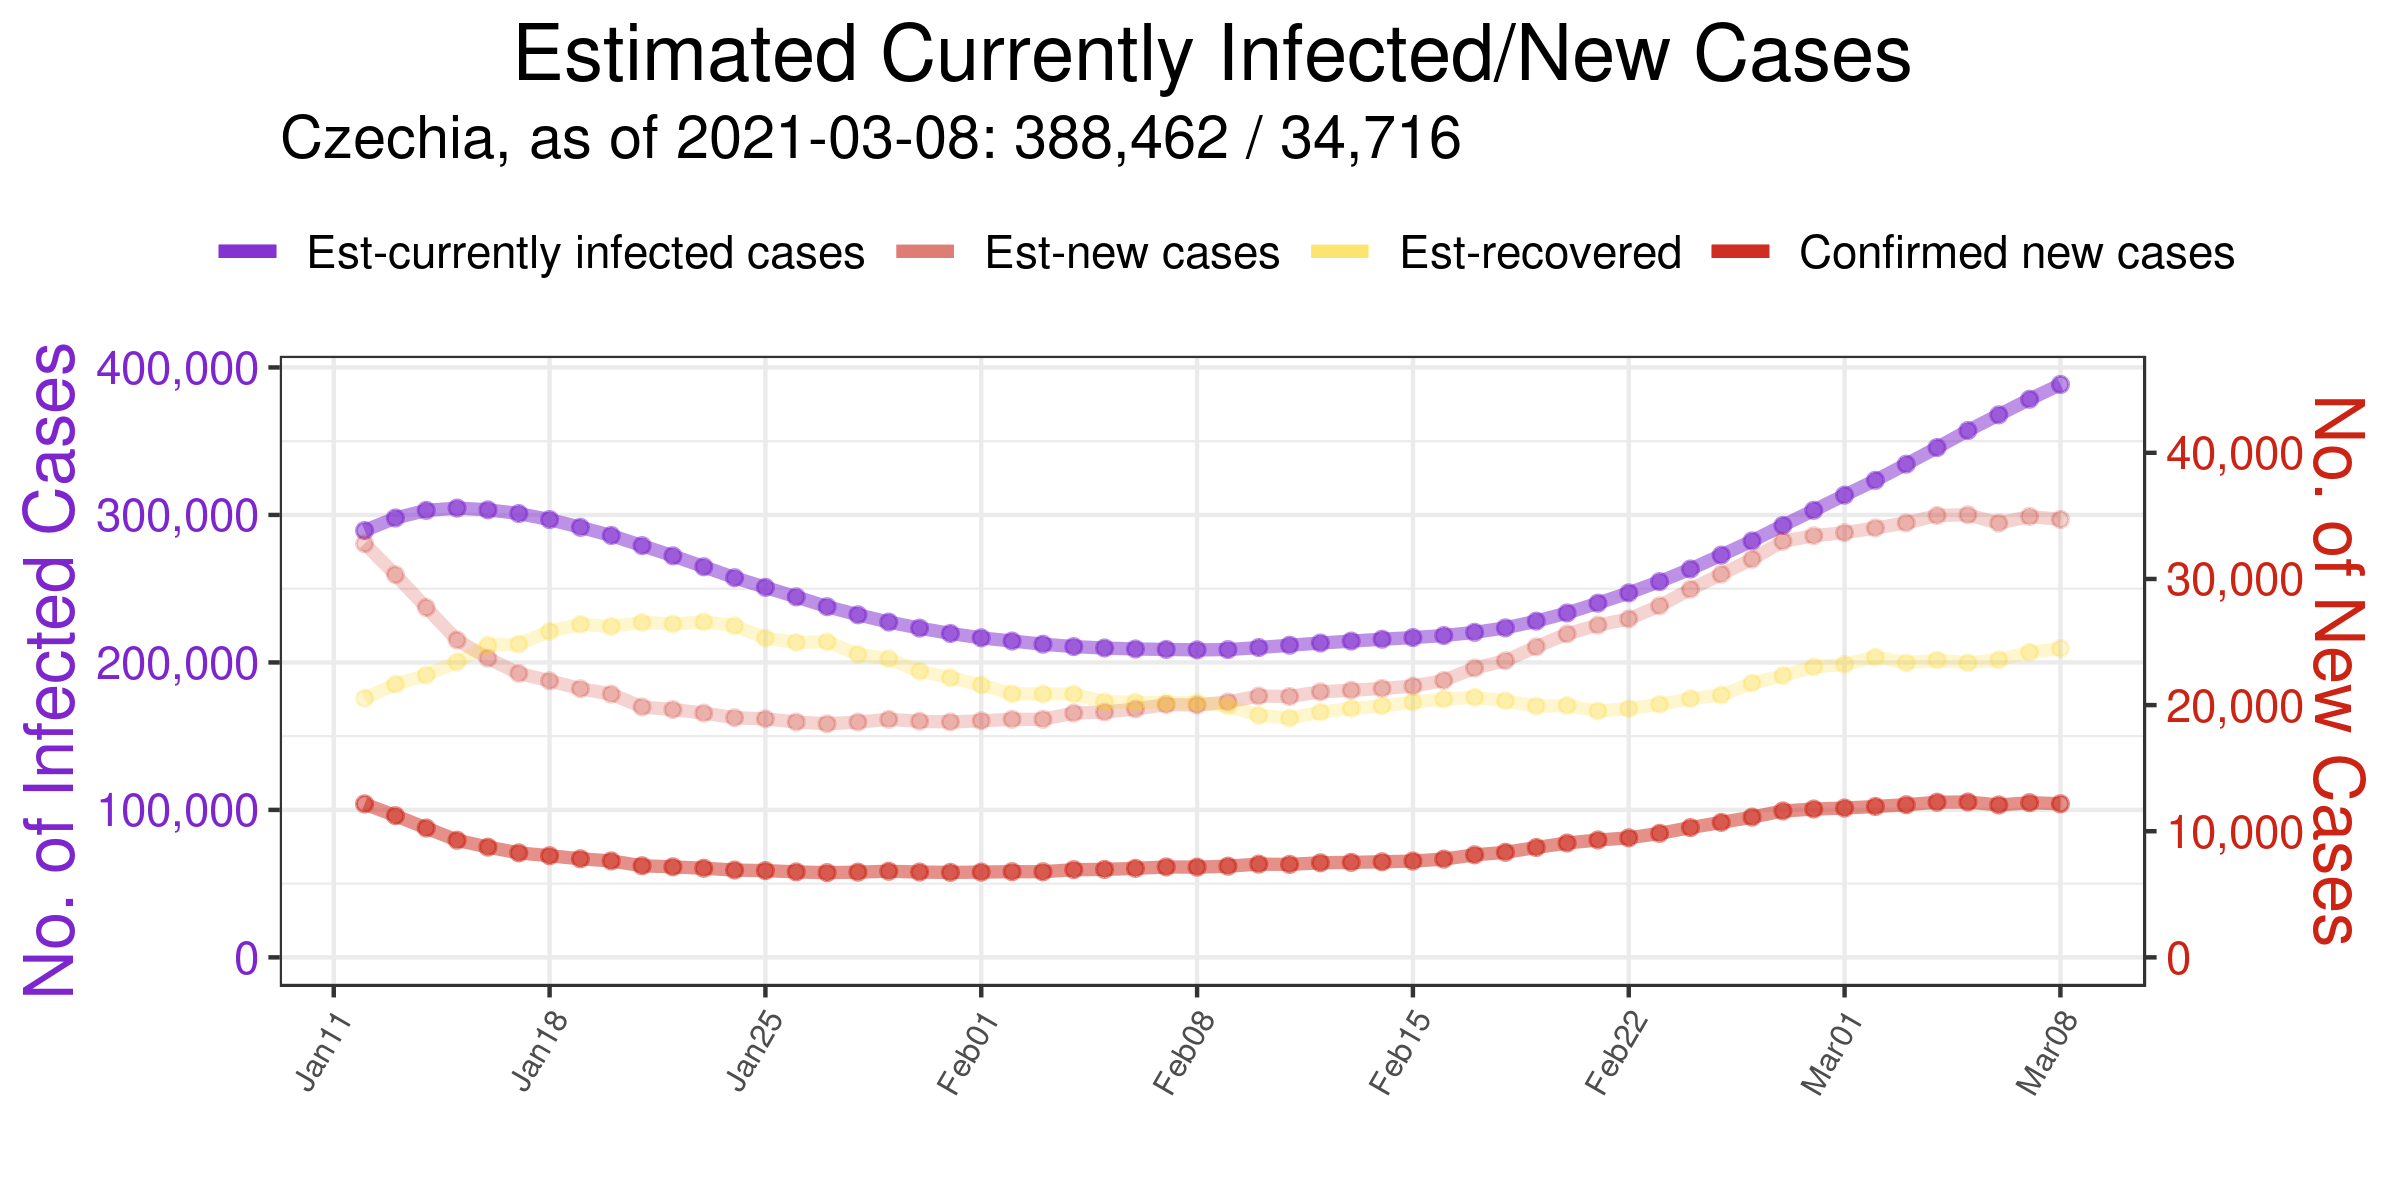 Estimated Currently Infected/New Cases
Czechia, as of 2021-03-08: 388,462 / 34,716
Est-currently infected cases Est-new cases Est-recovered Confirmed new cases
No. of Infected Cases
400,000
300,000
200,000
100,000
0
No. of New Cases
40,000
30,000
20,000
10,000
0
Jan11 Jan18 Jan25 Feb01 Feb08 Feb15 Feb22 Mar01 Mar08